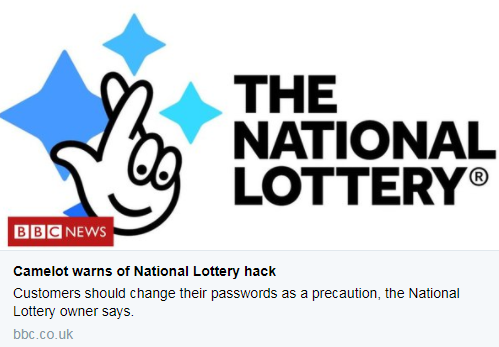 THE
NATIONAL
LOTTERY®
BBC NEWS
Camelot warns of National Lottery hack
Customers should change their passwords as a precaution, the National
Lottery owner says.
bbc.co.uk